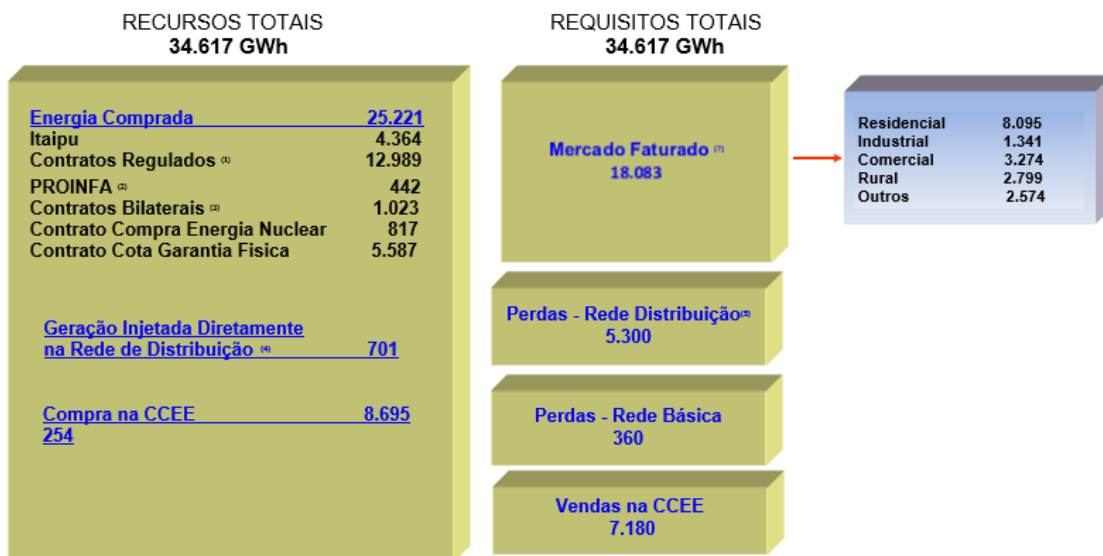 RECURSOS TOTAIS
34.617 GWh
Energia Comprada 25.221
Itaipu 4.364
Contratos Regulados (1) 12.989
PROINFA (2) 442
Contratos Bilaterais (3) 1.023
Contrato Compra Energia Nuclear 817
Contrato Cota Garantia Fisica 5.587
Geração Injetada Diretamente
na Rede de Distribuição (4) 701
Compra na CCEE 8.695
254
REQUISITOS TOTAIS
34.617 GWh
Mercado Faturado (7)
18.083
Perdas - Rede Distribuição(5)
5.300
Perdas - Rede Básica
360
Vendas na CCEE
7.180
Residencial 8.095
Industrial 1.341
Comercial 3.274
Rural 2.799
Outros 2.574